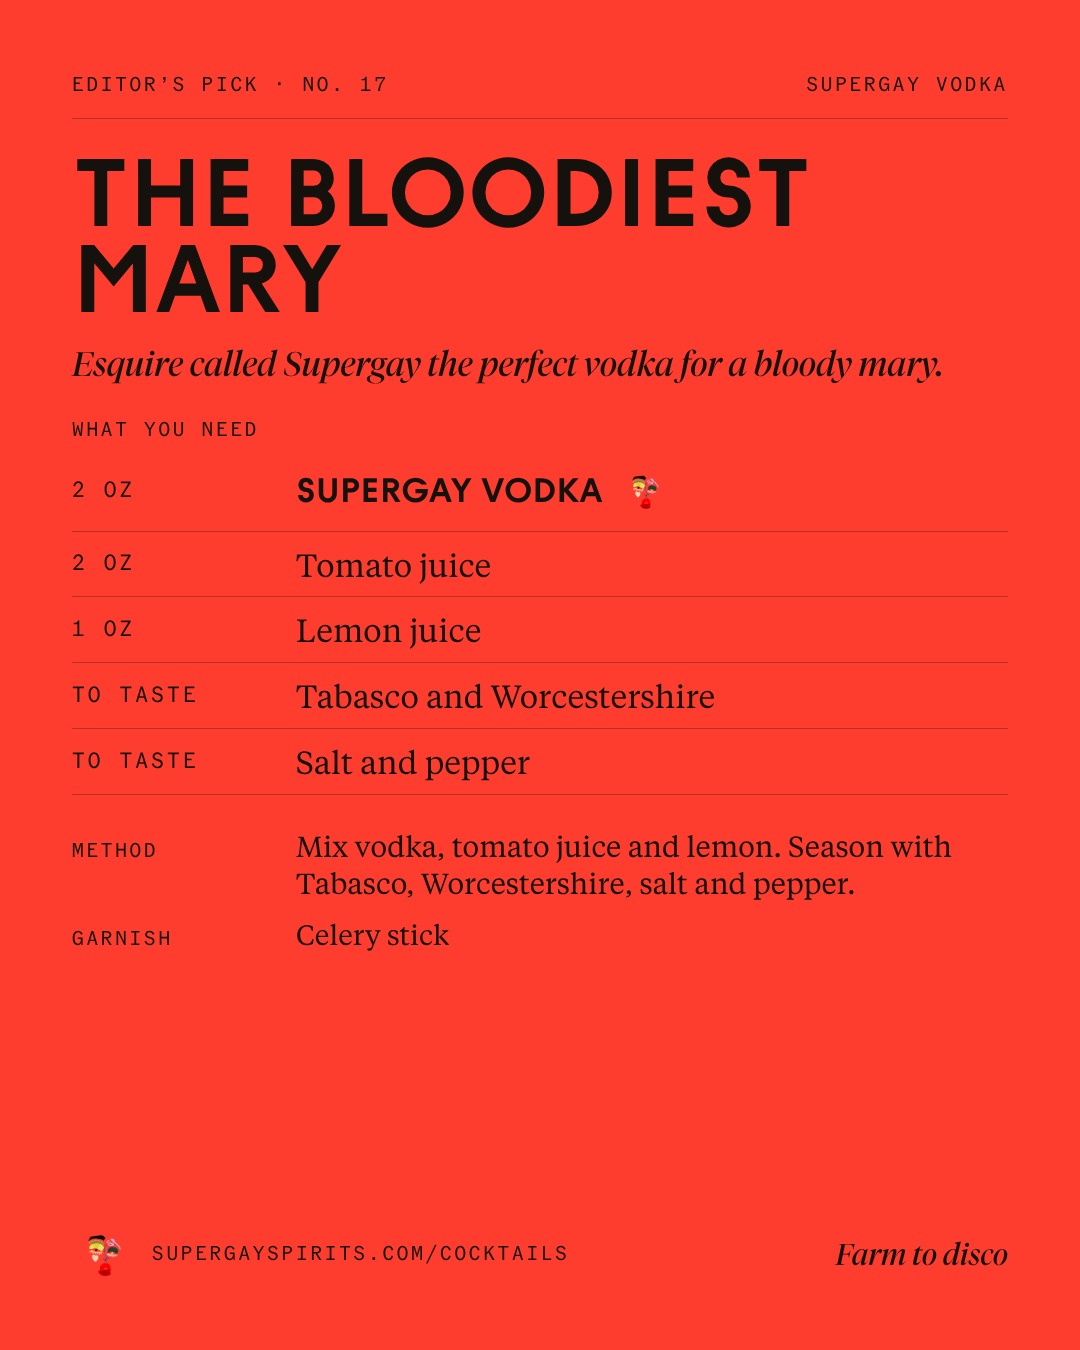 EDITOR’S PICK · NO. 17
SUPERGAY VODKA
THE BLOODIEST
MARY
Esquire called Supergay the perfect vodka for a bloody mary.
WHAT YOU NEED
2 OZ SUPERGAY VODKA
2 OZ Tomato juice
1 OZ Lemon juice
TO TASTE Tabasco and Worcestershire
TO TASTE Salt and pepper
METHOD Mix vodka, tomato juice and lemon. Season with
Tabasco, Worcestershire, salt and pepper.
GARNISH Celery stick
SUPERGAYSPIRITS.COM/COCKTAILS
Farm to disco